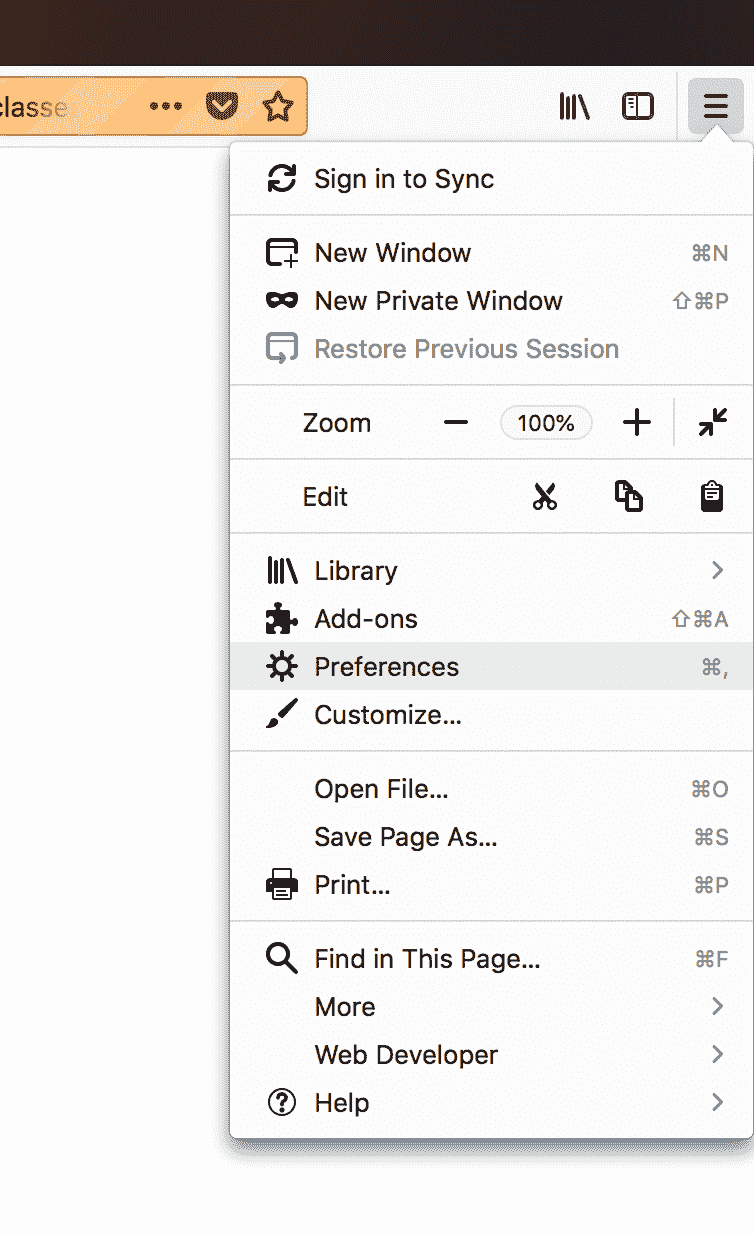 classe
Sign in to Sync
New Window ⌘N
New Private Window ⇧⌘P
Restore Previous Session
Zoom 100%
Edit
Library
Add-ons ⇧⌘A
Preferences ⌘,
Customize...
Open File... ⌘O
Save Page As... ⌘S
Print... ⌘P
Find in This Page... ⌘F
More
Web Developer
Help